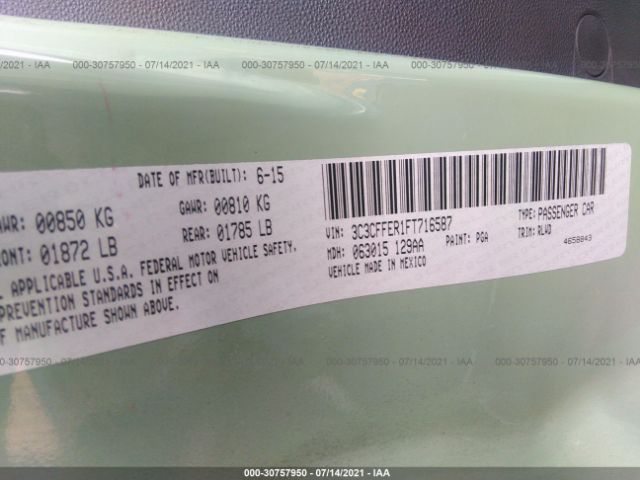 000-30757950 - 07/14/2021 - IAA
DATE OF MFR(BUILT): 6-15
00850 KG
GAWR: 00810 KG
01872 LB
REAR: 01785 LB
APPLICABLE U.S.A. FEDERAL MOTOR VEHICLE SAFETY,
PREVENTION STANDARDS IN EFFECT ON
OF MANUFACTURE SHOWN ABOVE.
VIN: 3C3CFFER1FT716587
TYPE: PASSENGER CAR
MDH: 063015 129AA
PAINT: PGA
TRIM: RLWD
VEHICLE MADE IN MEXICO
4658843
000-30757950 - 07/14/2021 - IAA